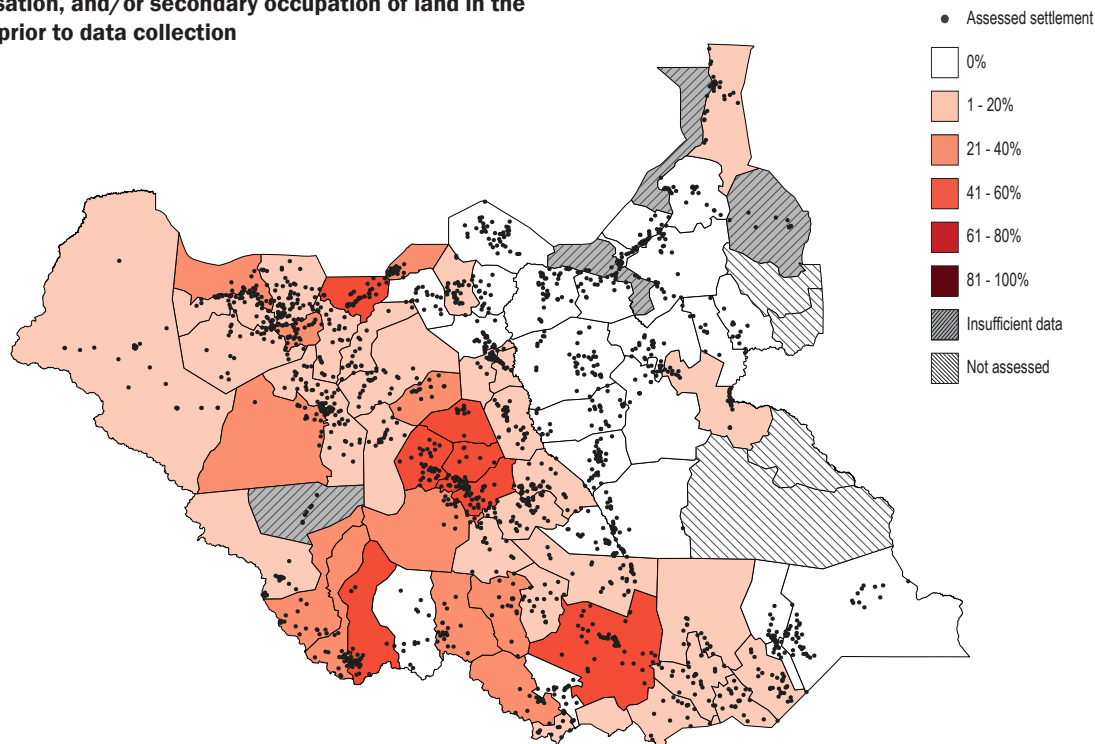 sation, and/or secondary occupation of land in the
prior to data collection
Assessed settlement
0%
1 - 20%
21 - 40%
41 - 60%
61 - 80%
81 - 100%
Insufficient data
Not assessed